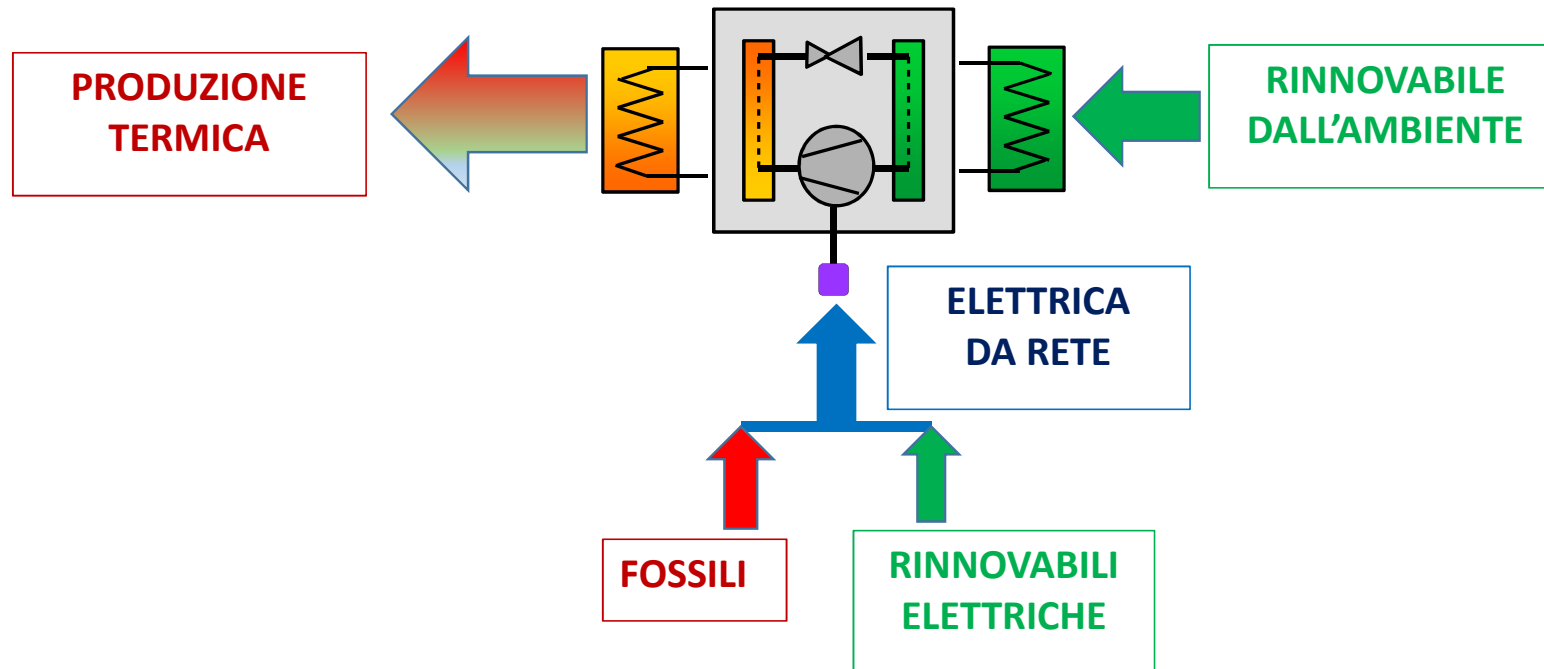 PRODUZIONE
TERMICA
RINNOVABILE
DALL’AMBIENTE
ELETTRICA
DA RETE
FOSSILI
RINNOVABILI
ELETTRICHE